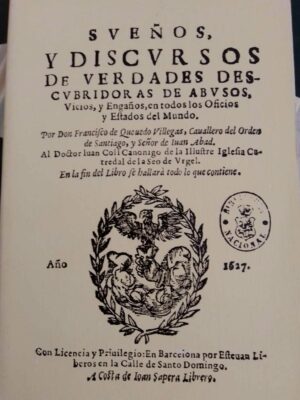 SVEÑOS,
Y DISCVRSOS
DE VERDADES DES-
CVBRIDORAS DE ABVSOS,
Vicios, y Engaños, en todos los Oficios
y Estados del Mundo.
Por Don Francisco de Queuedo Villegas, Cauallero del Orden
de Santiago, y Señor de Iuan Abad.
Al Doctor Iuan Coll Canonago de la Illustre Iglesia Ca-
tredal de la Seo de Vrgel.
En la fin del Libro se hallarà todo lo que contiene.
NACIONAL
Año 1627.
Con Licencia y Priuilegio: En Barcelona por Esteuan Li-
beros en la Calle de Santo Domingo.
A Costa de Ioan Sapera Librero.